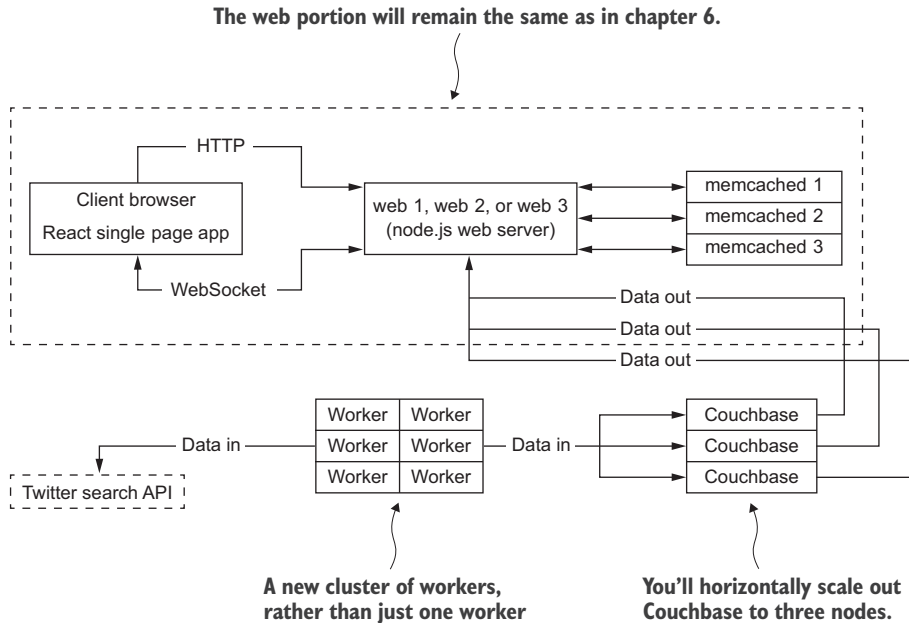 The web portion will remain the same as in chapter 6.
HTTP
Client browser
React single page app
WebSocket
web 1, web 2, or web 3
(node.js web server)
memcached 1
memcached 2
memcached 3
Data out
Data out
Data out
Twitter search API
Data in
Worker Worker
Worker Worker
Worker Worker
Data in
Couchbase
Couchbase
Couchbase
A new cluster of workers,
rather than just one worker
You'll horizontally scale out
Couchbase to three nodes.